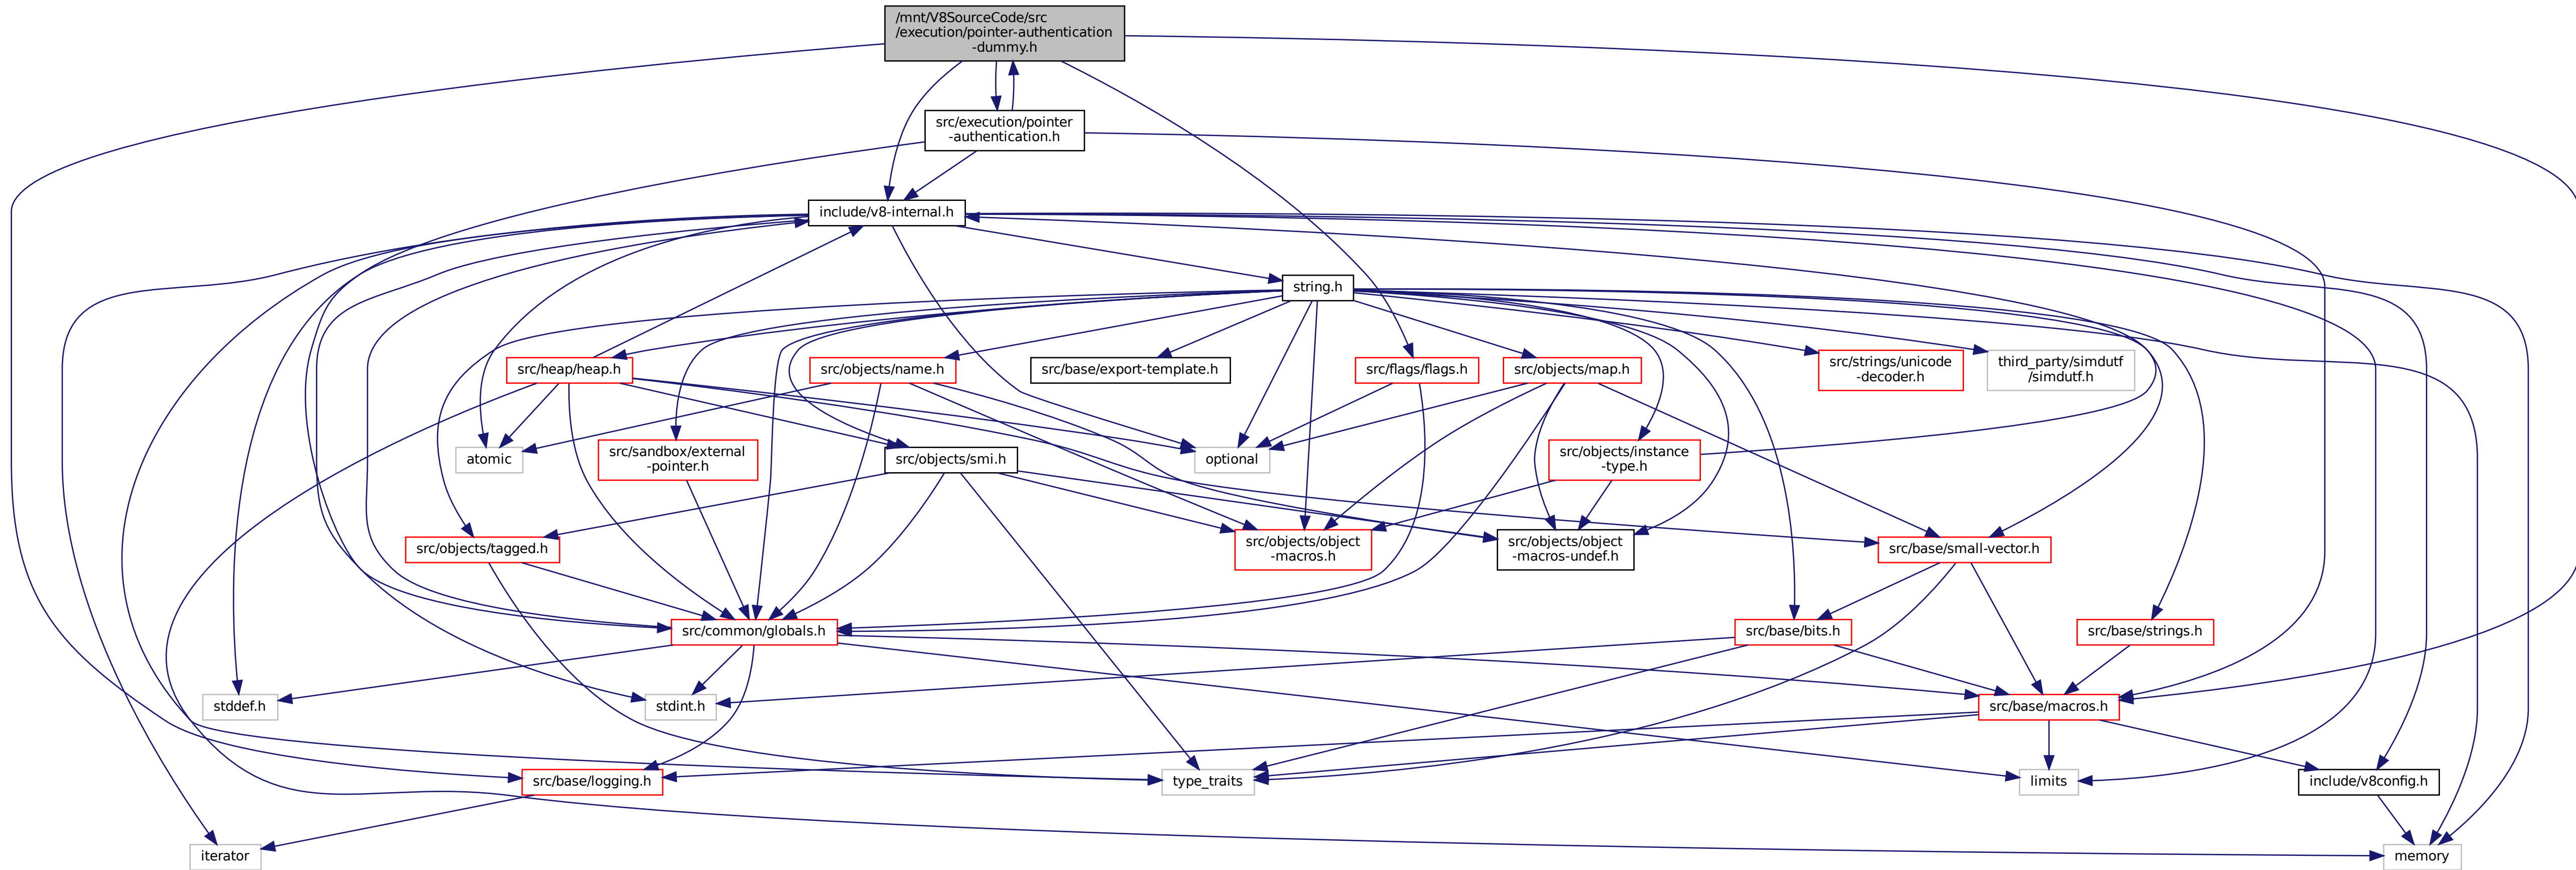 /mnt/V8SourceCode/src
/execution/pointer-authentication
-dummy.h
src/execution/pointer
-authentication.h
include/v8-internal.h
string.h
src/heap/heap.h
src/objects/name.h
src/base/export-template.h
src/flags/flags.h
src/objects/map.h
src/strings/unicode
-decoder.h
third_party/simdutf
/simdutf.h
atomic
src/sandbox/external
-pointer.h
src/objects/smi.h
optional
src/objects/instance
-type.h
src/objects/tagged.h
src/objects/object
-macros.h
src/objects/object
-macros-undef.h
src/base/small-vector.h
src/common/globals.h
src/base/bits.h
src/base/strings.h
stddef.h
stdint.h
src/base/macros.h
src/base/logging.h
type_traits
limits
include/v8config.h
iterator
memory